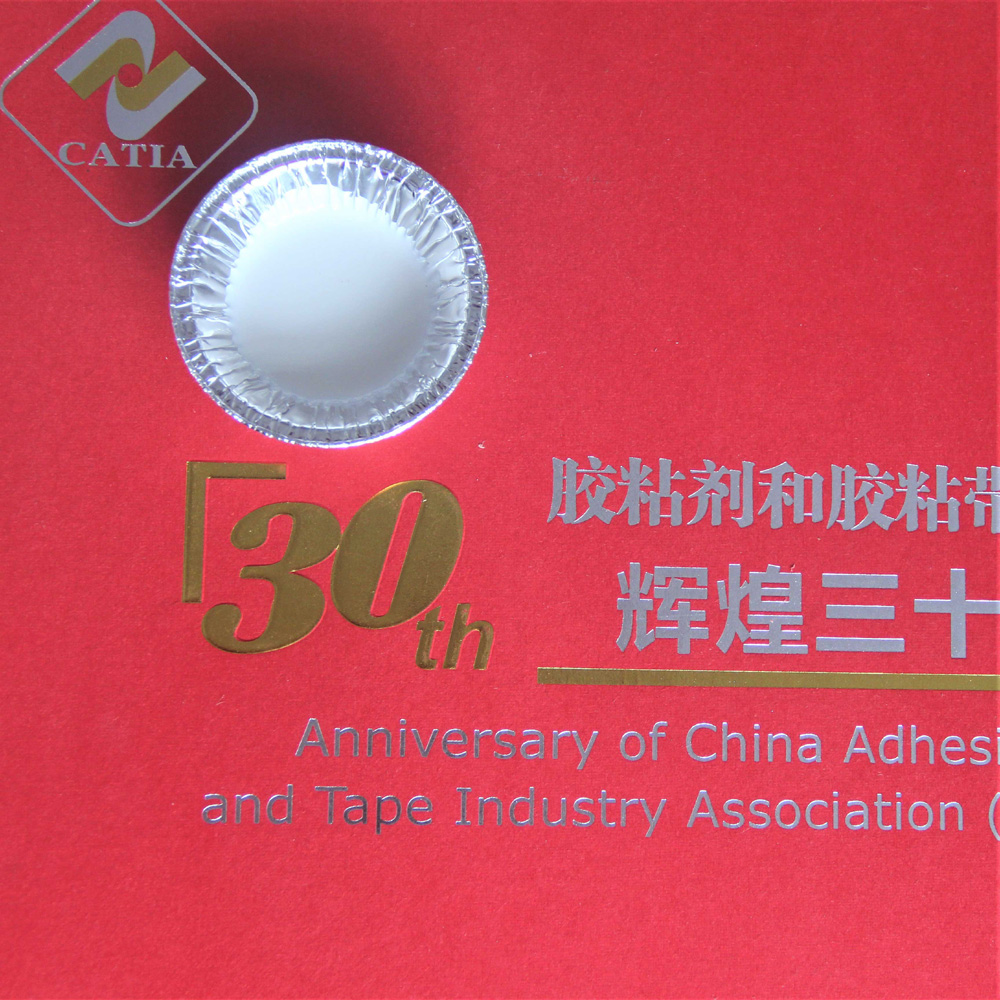 CATIA
30th
胶粘剂和胶粘带
辉煌三十
Anniversary of China Adhesi
and Tape Industry Association (